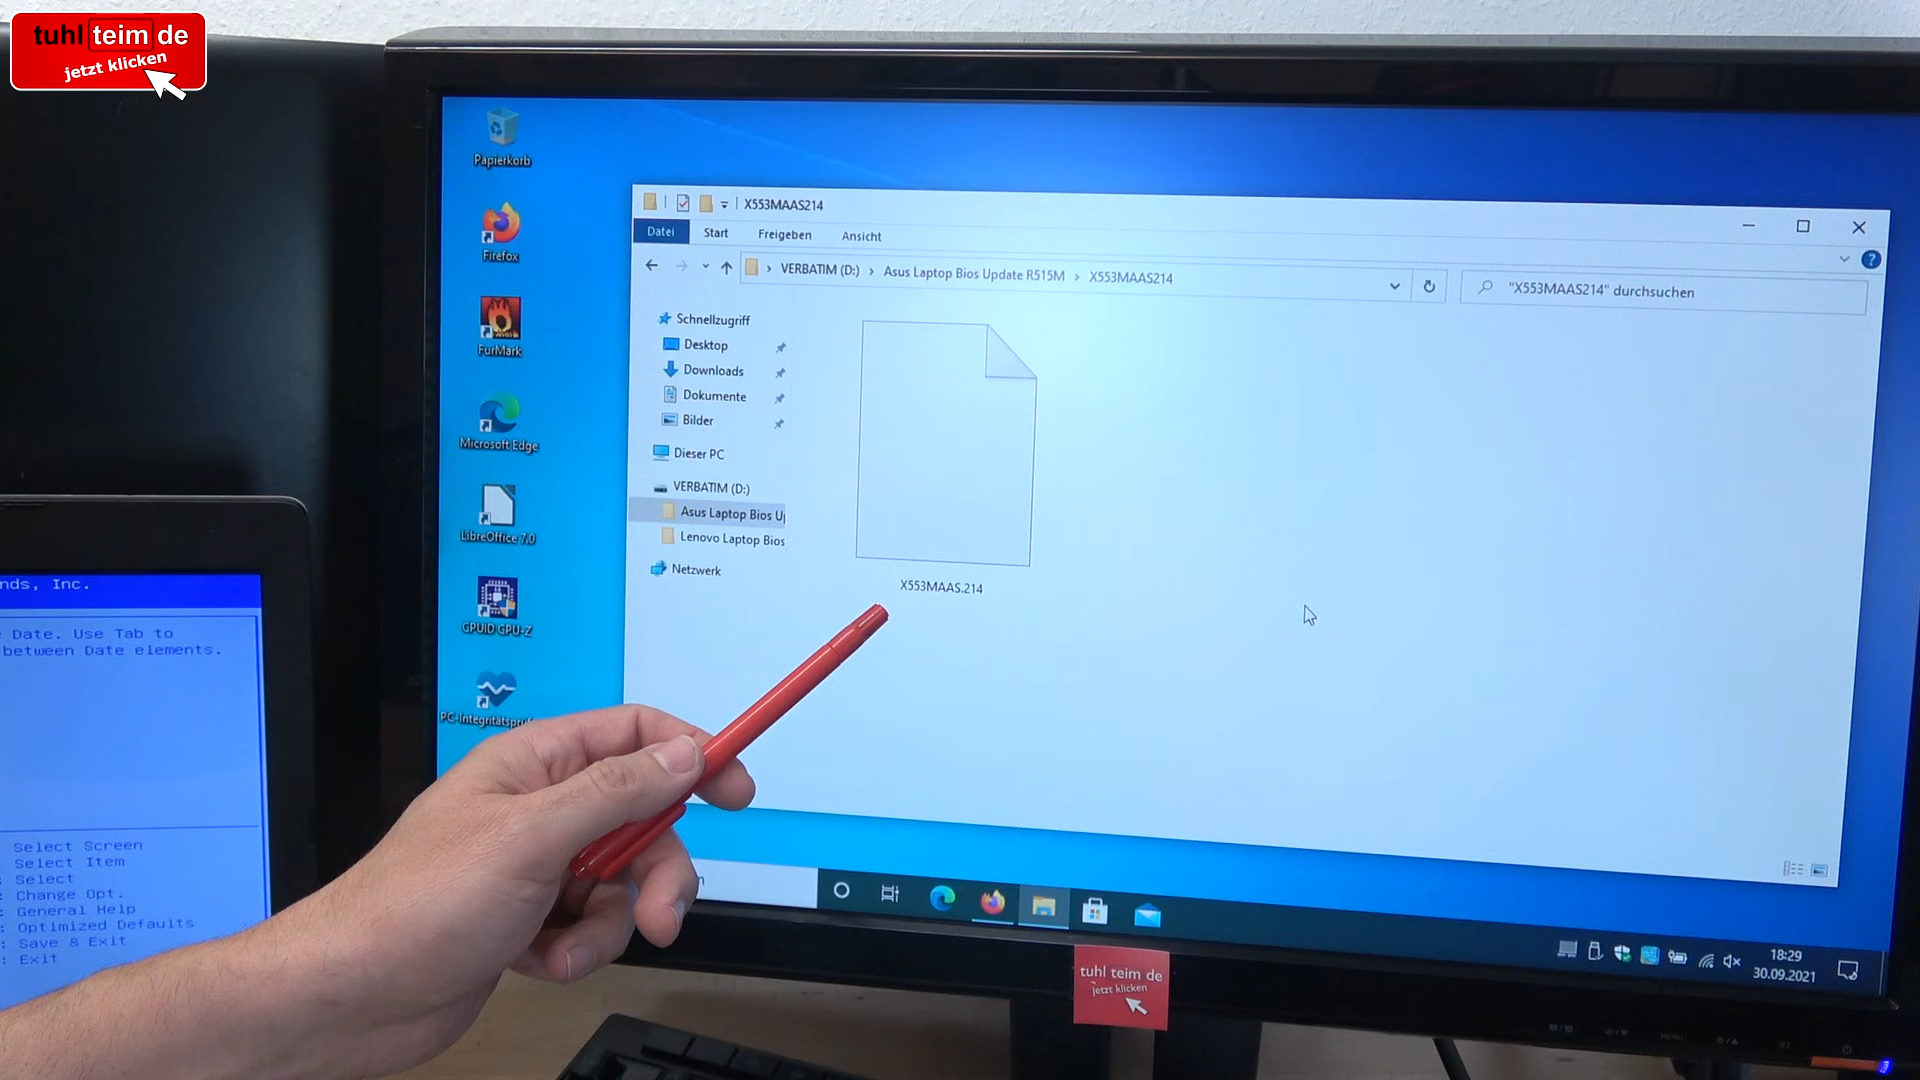 tuhl teim de
jetzt klicken
Papierkorb
Firefox
FurMark
Microsoft Edge
LibreOffice 7.0
CPUID CPU-Z
X553MAAS214
Datei Start Freigeben Ansicht
VERBATIM (D:) › Asus Laptop Bios Update R515M › X553MAAS214
"X553MAAS214" durchsuchen
Schnellzugriff
Desktop
Downloads
Dokumente
Bilder
Dieser PC
VERBATIM (D:)
Asus Laptop Bios
Lenovo Laptop Bios
Netzwerk
X553MAAS.214
nds, Inc.
Date. Use Tab to
between Date elements.
Select Screen
Select Item
: Select
Change Opt.
: General Help
: Optimized Defaults
: Save & Exit
: Exit
18:29
30.09.2021
tuhl teim de
jetzt klicken